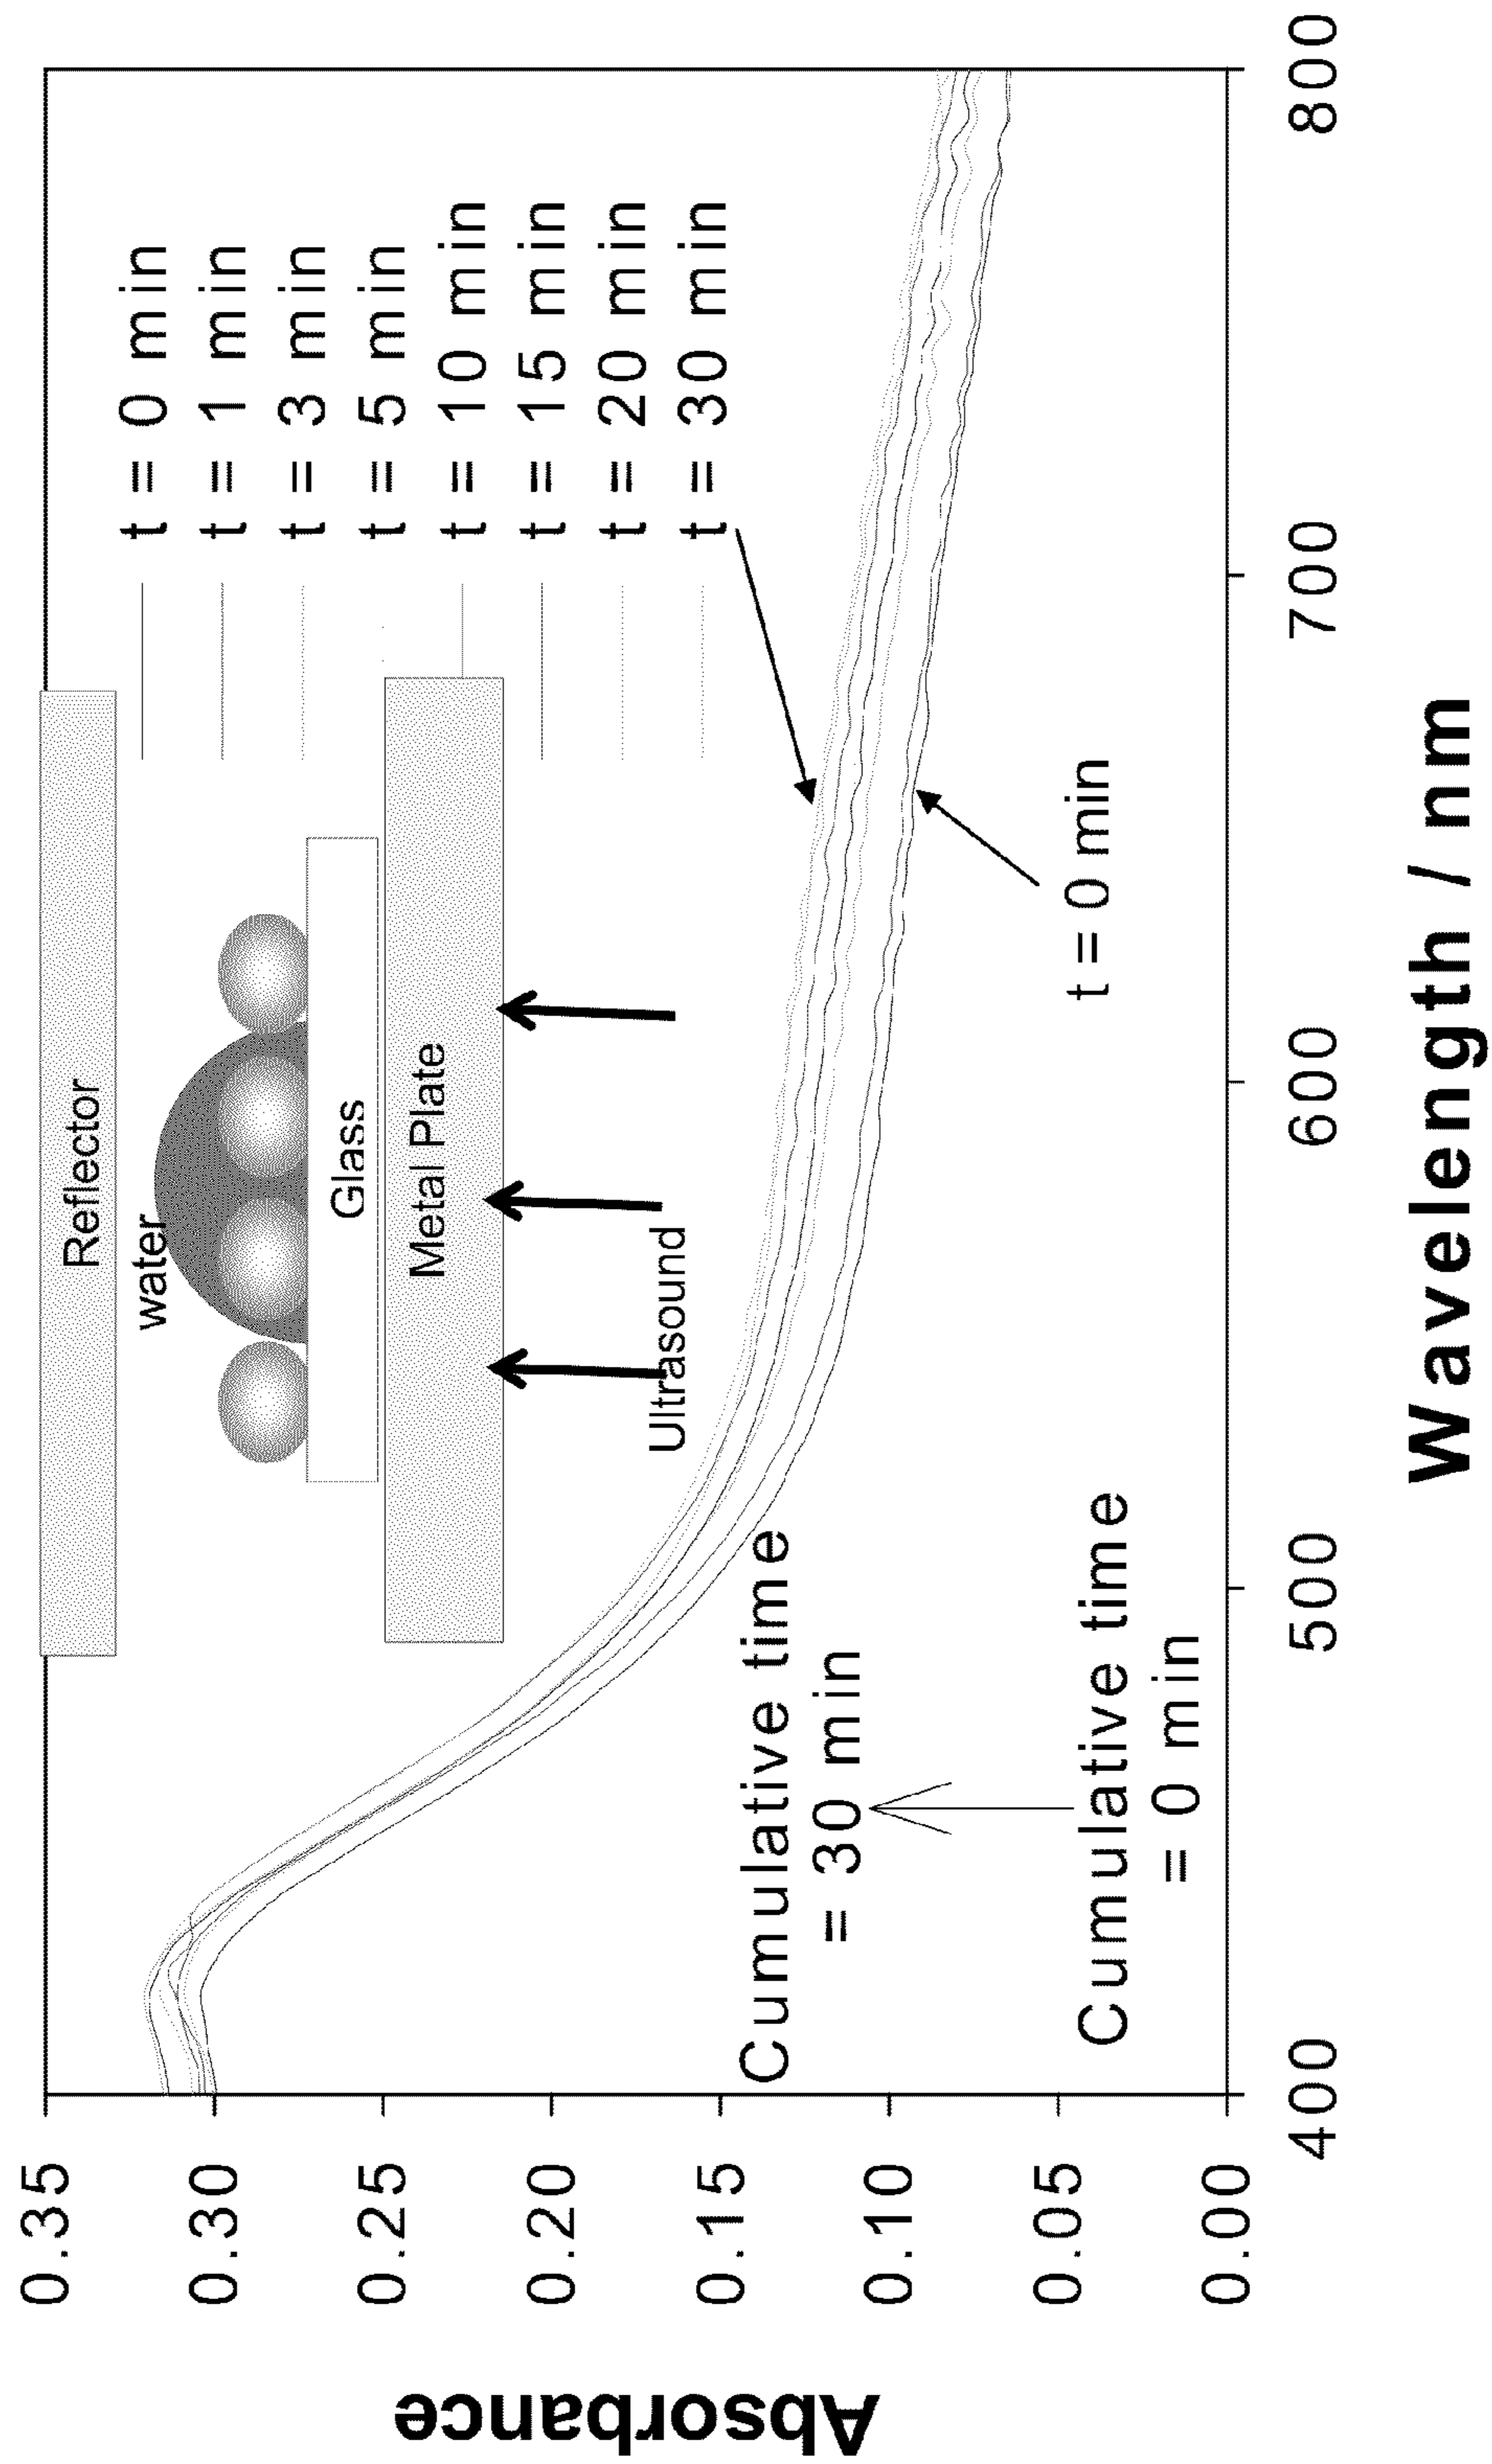 Absorbance
0.35
0.30
0.25
0.20
0.15
0.10
0.05
0.00
Reflector
water
Glass
Metal Plate
Ultrasound
t = 0 min
t = 1 min
t = 3 min
t = 5 min
t = 10 min
t = 15 min
t = 20 min
t = 30 min
Cumulative time
= 30 min
Cumulative time
= 0 min
t = 0 min
400
500
600
700
800
Wavelength / nm